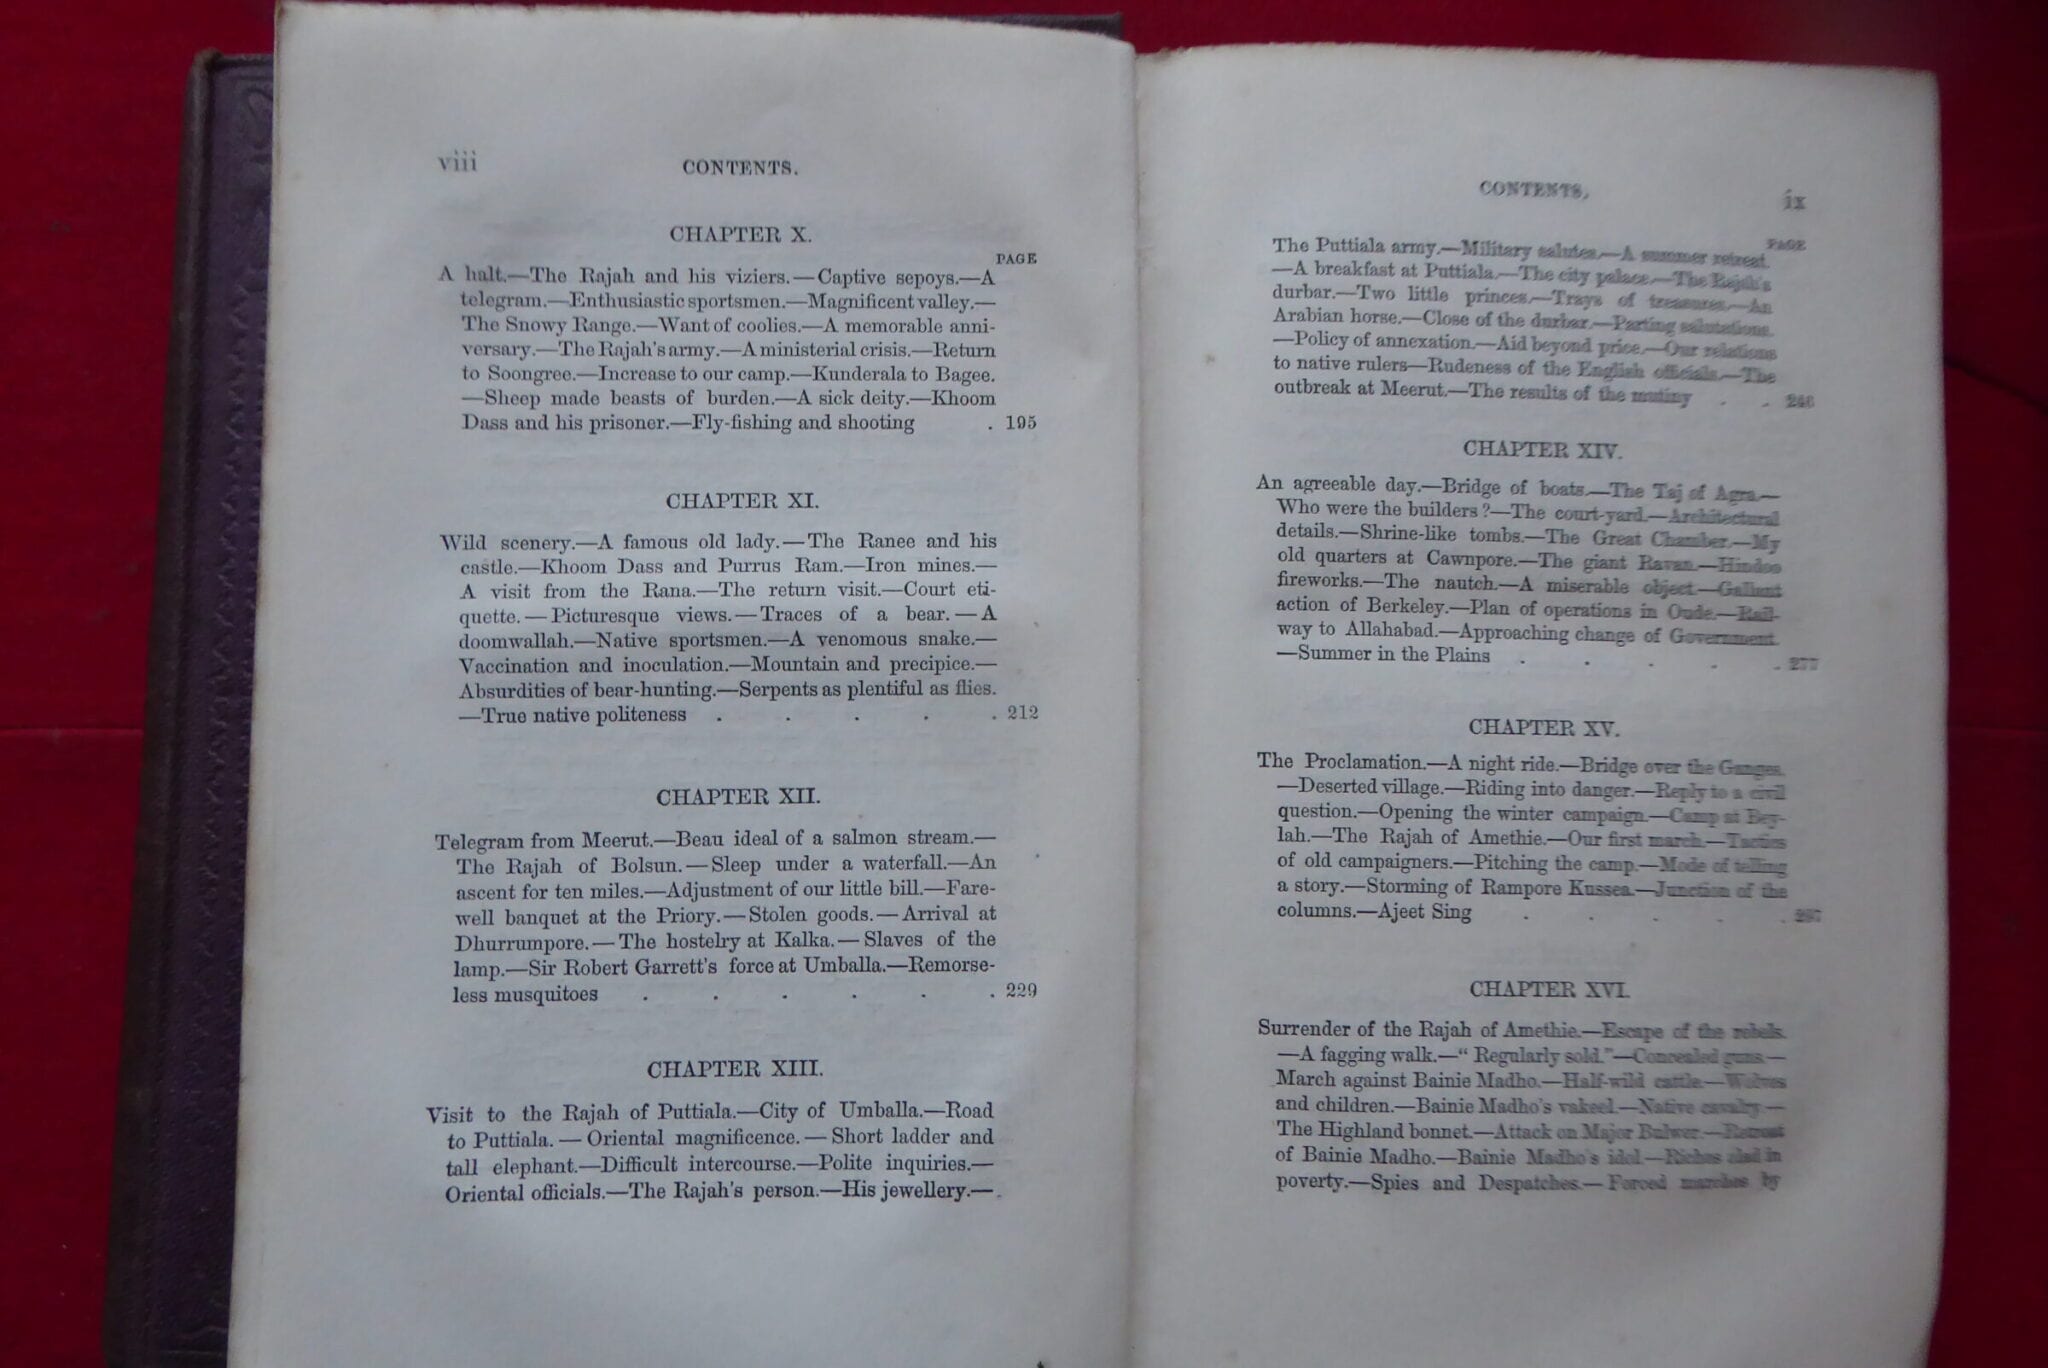 viii
CONTENTS.
CHAPTER X.
PAGE
A halt.—The Rajah and his viziers.—Captive sepoys.—A
telegram.—Enthusiastic sportsmen.—Magnificent valley.—
The Snowy Range.—Want of coolies.—A memorable anni-
versary.—The Rajah's army.—A ministerial crisis.—Return
to Soongree.—Increase to our camp.—Kunderala to Bagee.
—Sheep made beasts of burden.—A sick deity.—Khoom
Dass and his prisoner.—Fly-fishing and shooting . 195
CHAPTER XI.
Wild scenery.—A famous old lady.—The Ranee and his
castle.—Khoom Dass and Purrus Ram.—Iron mines.—
A visit from the Rana.—The return visit.—Court eti-
quette.—Picturesque views.—Traces of a bear.—A
doomwallah.—Native sportsmen.—A venomous snake.—
Vaccination and inoculation.—Mountain and precipice.—
Absurdities of bear-hunting.—Serpents as plentiful as flies.
—True native politeness . . . . . 212
CHAPTER XII.
Telegram from Meerut.—Beau ideal of a salmon stream.—
The Rajah of Bolsun.—Sleep under a waterfall.—An
ascent for ten miles.—Adjustment of our little bill.—Fare-
well banquet at the Priory.—Stolen goods.—Arrival at
Dhurrumpore.—The hostelry at Kalka.—Slaves of the
lamp.—Sir Robert Garrett's force at Umballa.—Remorse-
less musquitoes . . . . . . 229
CHAPTER XIII.
Visit to the Rajah of Puttiala.—City of Umballa.—Road
to Puttiala.—Oriental magnificence.—Short ladder and
tall elephant.—Difficult intercourse.—Polite inquiries.—
Oriental officials.—The Rajah's person.—His jewellery.—
CONTENTS.
ix
PAGE
The Puttiala army.—Military salutes.—A summer retreat.
—A breakfast at Puttiala.—The city palace.—The Rajah's
durbar.—Two little princes.—Trays of treasures.—An
Arabian horse.—Close of the durbar.—Parting salutations.
—Policy of annexation.—Aid beyond price.—Our relations
to native rulers—Rudeness of the English officials.—The
outbreak at Meerut.—The results of the mutiny . . 246
CHAPTER XIV.
An agreeable day.—Bridge of boats.—The Taj of Agra.—
Who were the builders?—The court-yard.—Architectural
details.—Shrine-like tombs.—The Great Chamber.—My
old quarters at Cawnpore.—The giant Ravan.—Hindoo
fireworks.—The nautch.—A miserable object.—Gallant
action of Berkeley.—Plan of operations in Oude.—Rail-
way to Allahabad.—Approaching change of Government.
—Summer in the Plains . . . . . 277
CHAPTER XV.
The Proclamation.—A night ride.—Bridge over the Ganges.
—Deserted village.—Riding into danger.—Reply to a civil
question.—Opening the winter campaign.—Camp at Bey-
lah.—The Rajah of Amethie.—Our first march.—Tactics
of old campaigners.—Pitching the camp.—Mode of telling
a story.—Storming of Rampore Kussea.—Junction of the
columns.—Ajeet Sing . . . . .
CHAPTER XVI.
Surrender of the Rajah of Amethie.—Escape of the rebels.
—A fagging walk.—" Regularly sold."—Concealed guns.—
March against Bainie Madho.—Half-wild cattle.—Wolves
and children.—Bainie Madho's vakeel.—Native cavalry.—
The Highland bonnet.—Attack on Major Bulwer.—Retreat
of Bainie Madho.—Bainie Madho's idol.—Riches and in
poverty.—Spies and Despatches.—Forced marches by